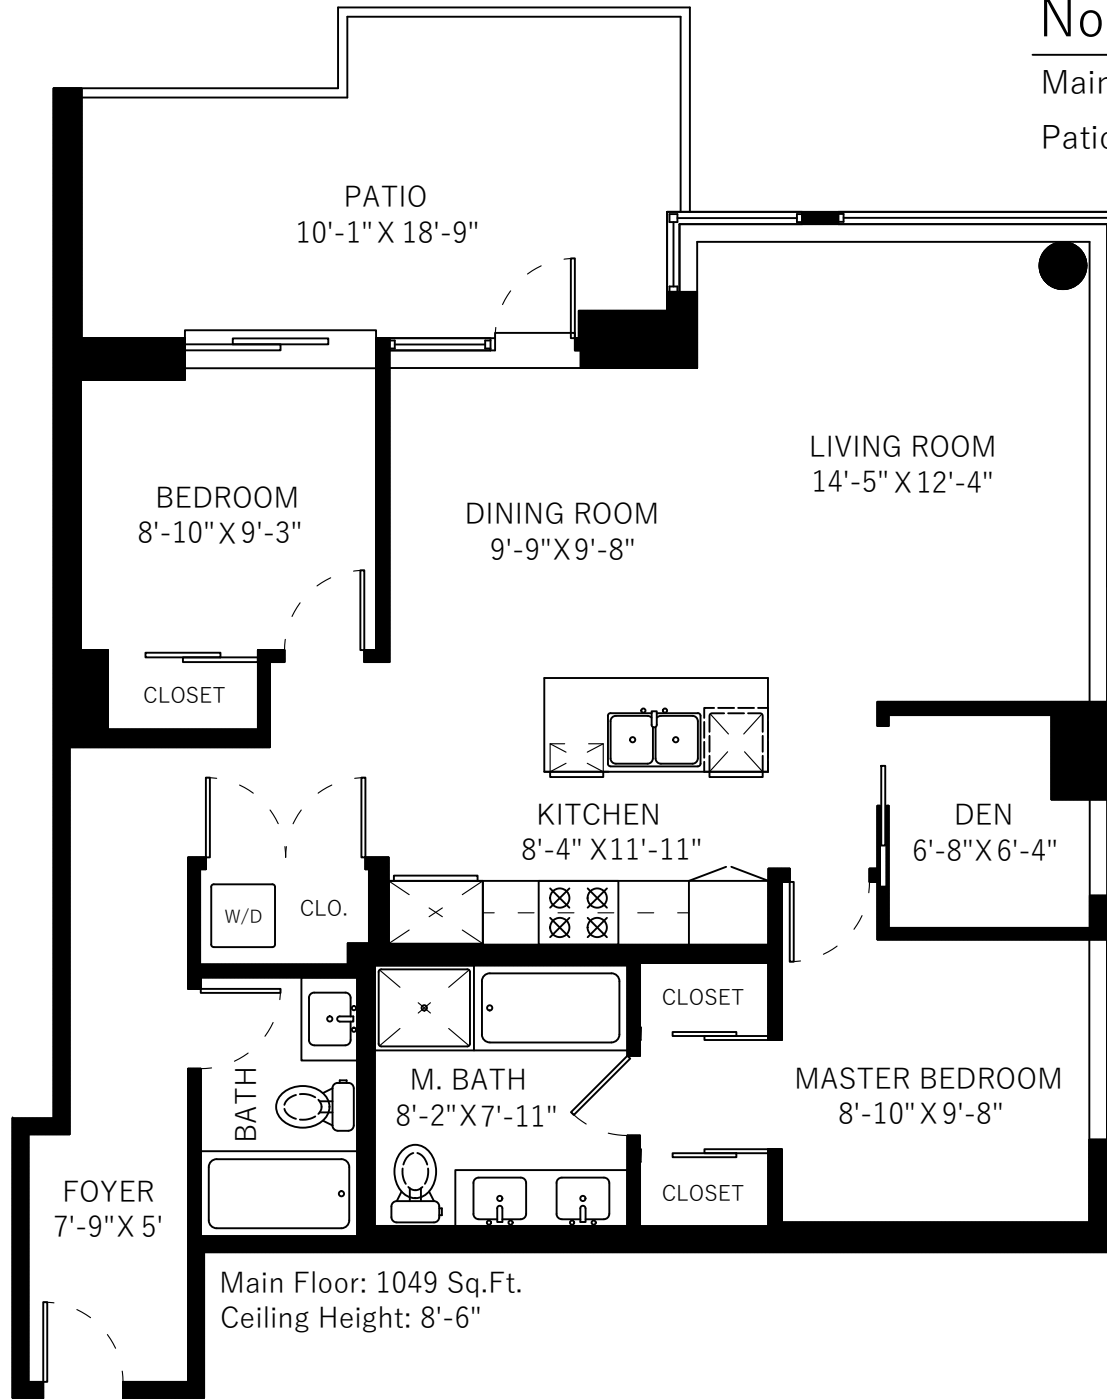 No
Main
Patio
PATIO
10'-1" X 18'-9"
LIVING ROOM
14'-5" X 12'-4"
BEDROOM
8'-10" X 9'-3"
DINING ROOM
9'-9" X 9'-8"
CLOSET
KITCHEN
8'-4" X 11'-11"
DEN
6'-8" X 6'-4"
W/D
CLO.
CLOSET
M. BATH
8'-2" X 7'-11"
MASTER BEDROOM
8'-10" X 9'-8"
BATH
FOYER
7'-9" X 5'
CLOSET
Main Floor: 1049 Sq.Ft.
Ceiling Height: 8'-6"